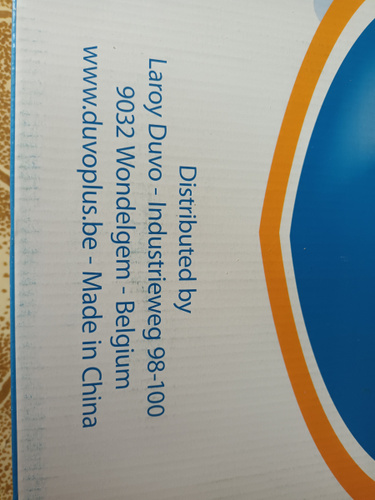 Distributed by
Laroy Duvo - Industrieweg 98-100
9032 Wondelgem - Belgium
www.duvoplus.be - Made in China